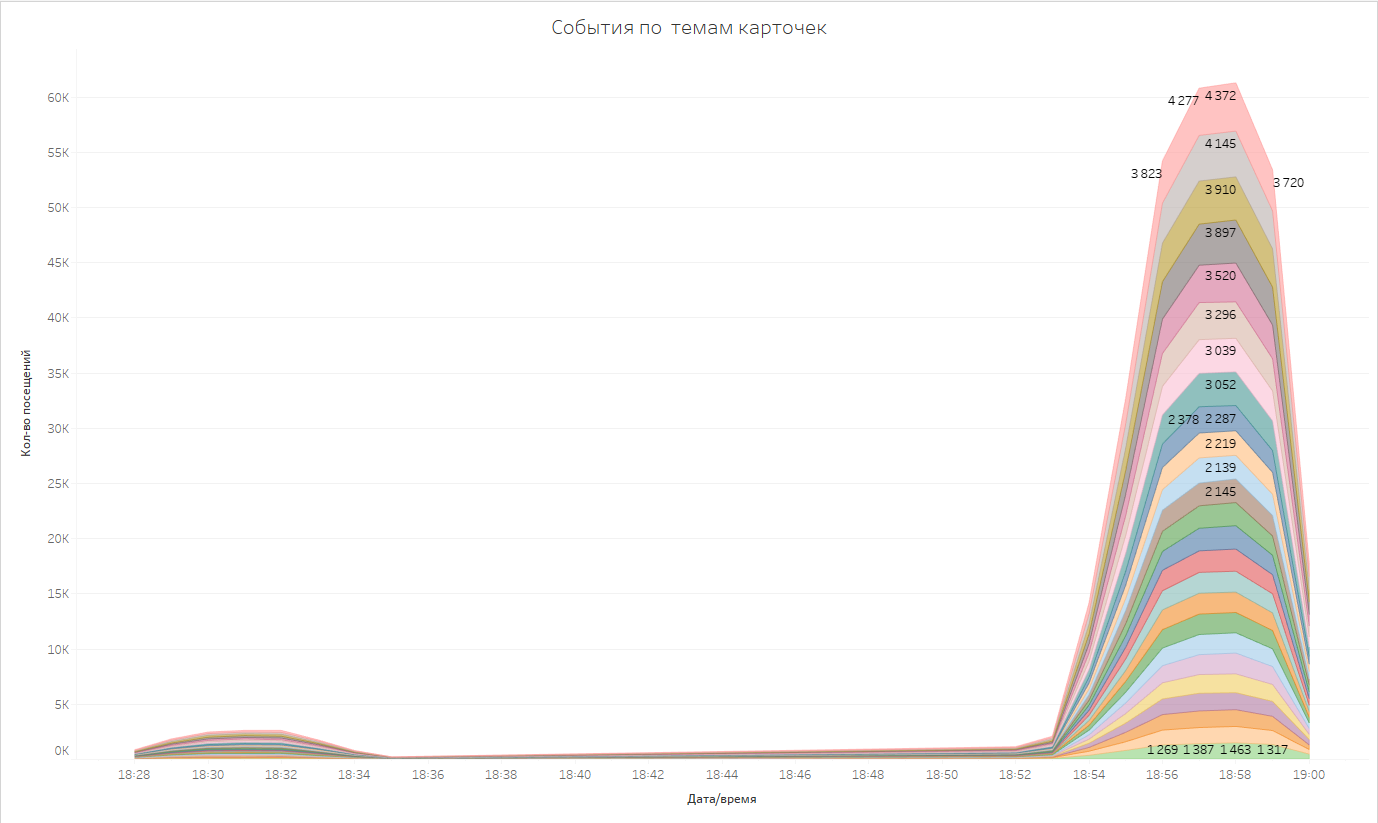 События по темам карточек
60K
4 277
4 372
55K
4 145
3 823
3 720
50K
3 910
3 897
45K
3 520
40K
3 296
35K
3 039
3 052
30K
2 378
2 287
2 219
25K
2 139
2 145
20K
15K
10K
5K
0K
1 269
1 387
1 463
1 317
Кол-во посещений
18:28
18:30
18:32
18:34
18:36
18:38
18:40
18:42
18:44
18:46
18:48
18:50
18:52
18:54
18:56
18:58
19:00
Дата/время